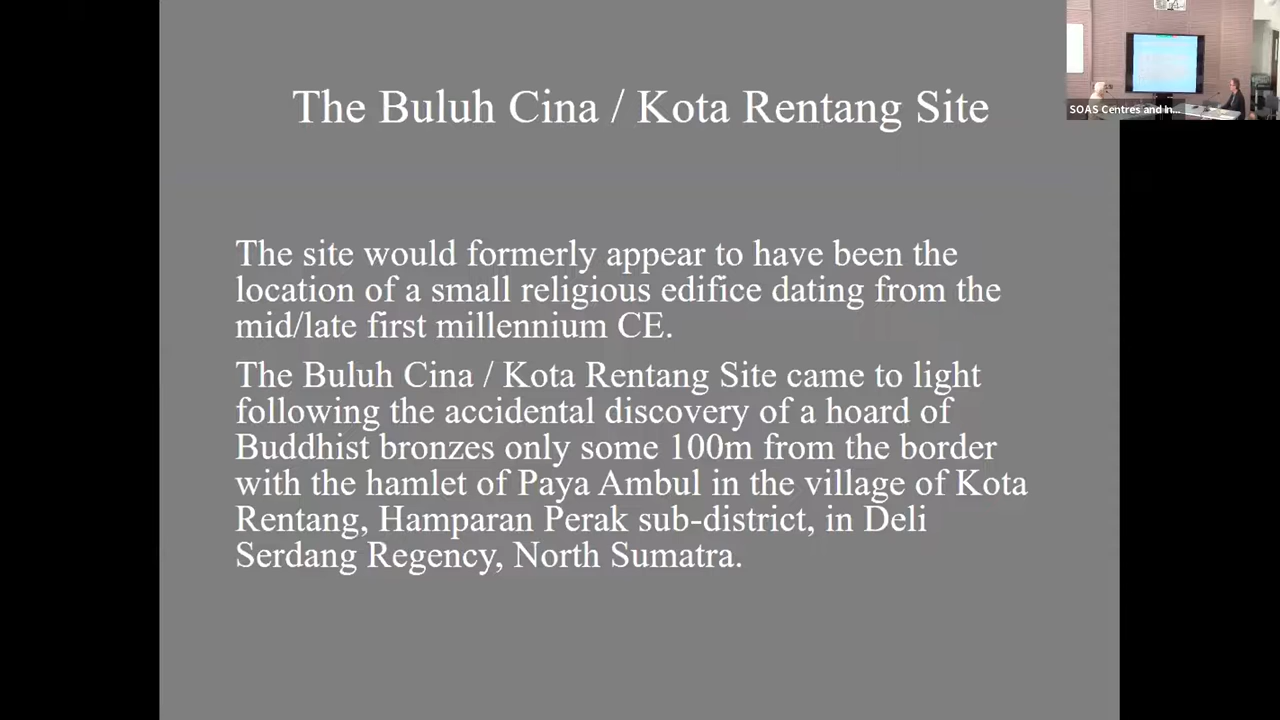 SOAS Centres and In...
The Buluh Cina / Kota Rentang Site
The site would formerly appear to have been the
location of a small religious edifice dating from the
mid/late first millennium CE.
The Buluh Cina / Kota Rentang Site came to light
following the accidental discovery of a hoard of
Buddhist bronzes only some 100m from the border
with the hamlet of Paya Ambul in the village of Kota
Rentang, Hamparan Perak sub-district, in Deli
Serdang Regency, North Sumatra.